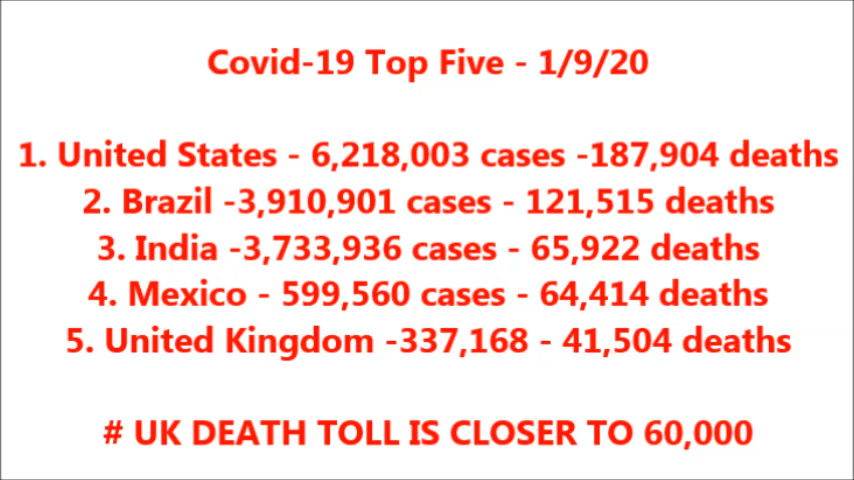 Covid-19 Top Five - 1/9/20
1. United States - 6,218,003 cases -187,904 deaths
2. Brazil -3,910,901 cases - 121,515 deaths
3. India -3,733,936 cases - 65,922 deaths
4. Mexico - 599,560 cases - 64,414 deaths
5. United Kingdom -337,168 - 41,504 deaths
# UK DEATH TOLL IS CLOSER TO 60,000